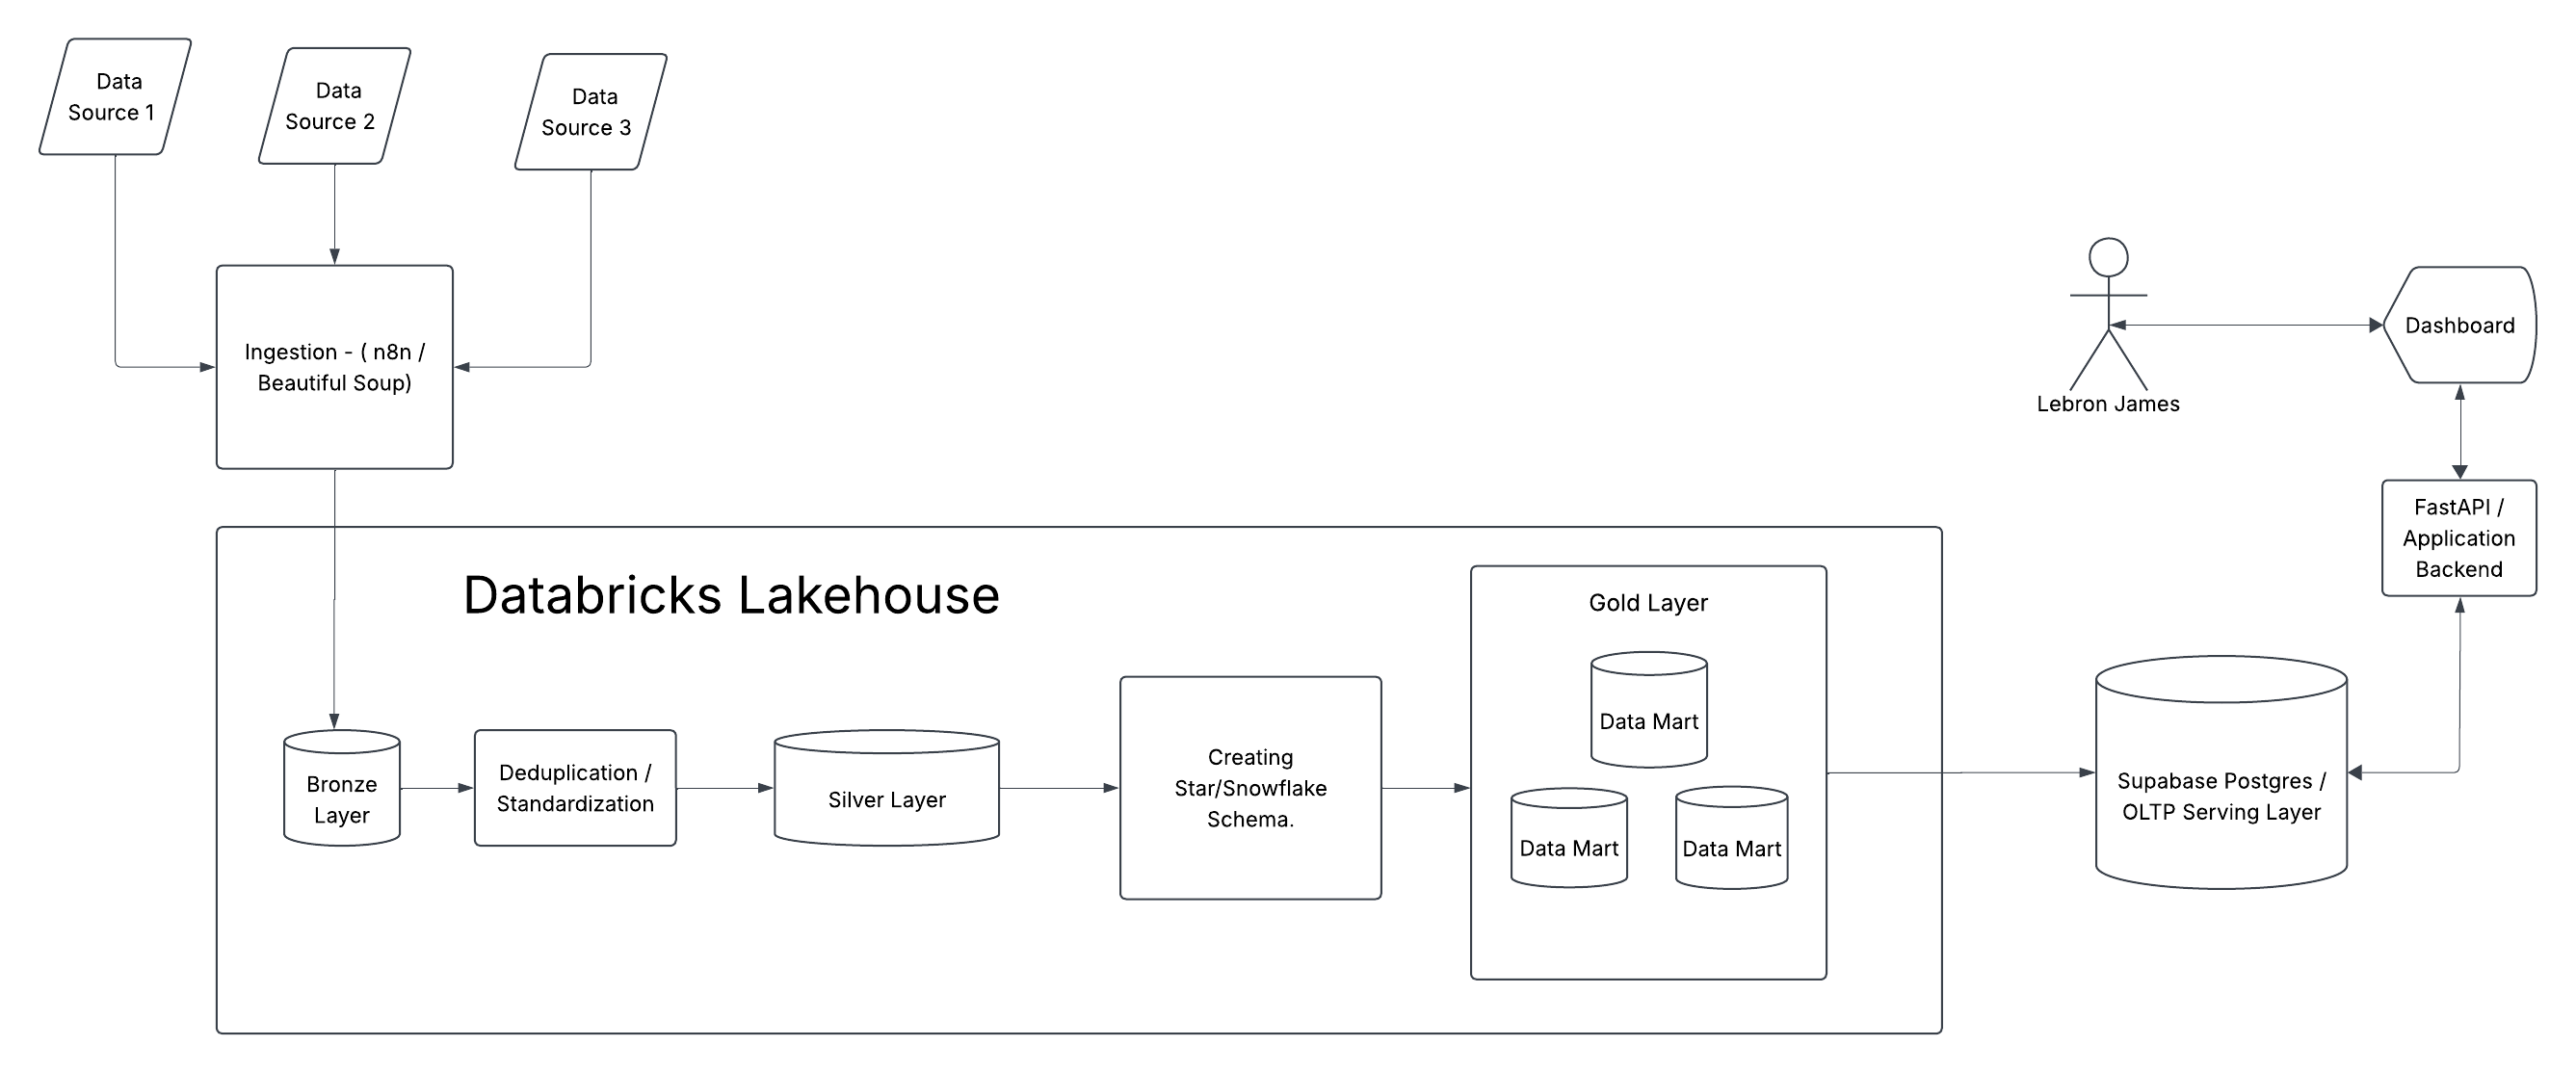 Data
Source 1
Data
Source 2
Data
Source 3
Ingestion - ( n8n /
Beautiful Soup)
Lebron James
Dashboard
FastAPI /
Application
Backend
Databricks Lakehouse
Bronze
Layer
Deduplication /
Standardization
Silver Layer
Creating
Star/Snowflake
Schema.
Gold Layer
Data Mart
Data Mart
Data Mart
Supabase Postgres /
OLTP Serving Layer